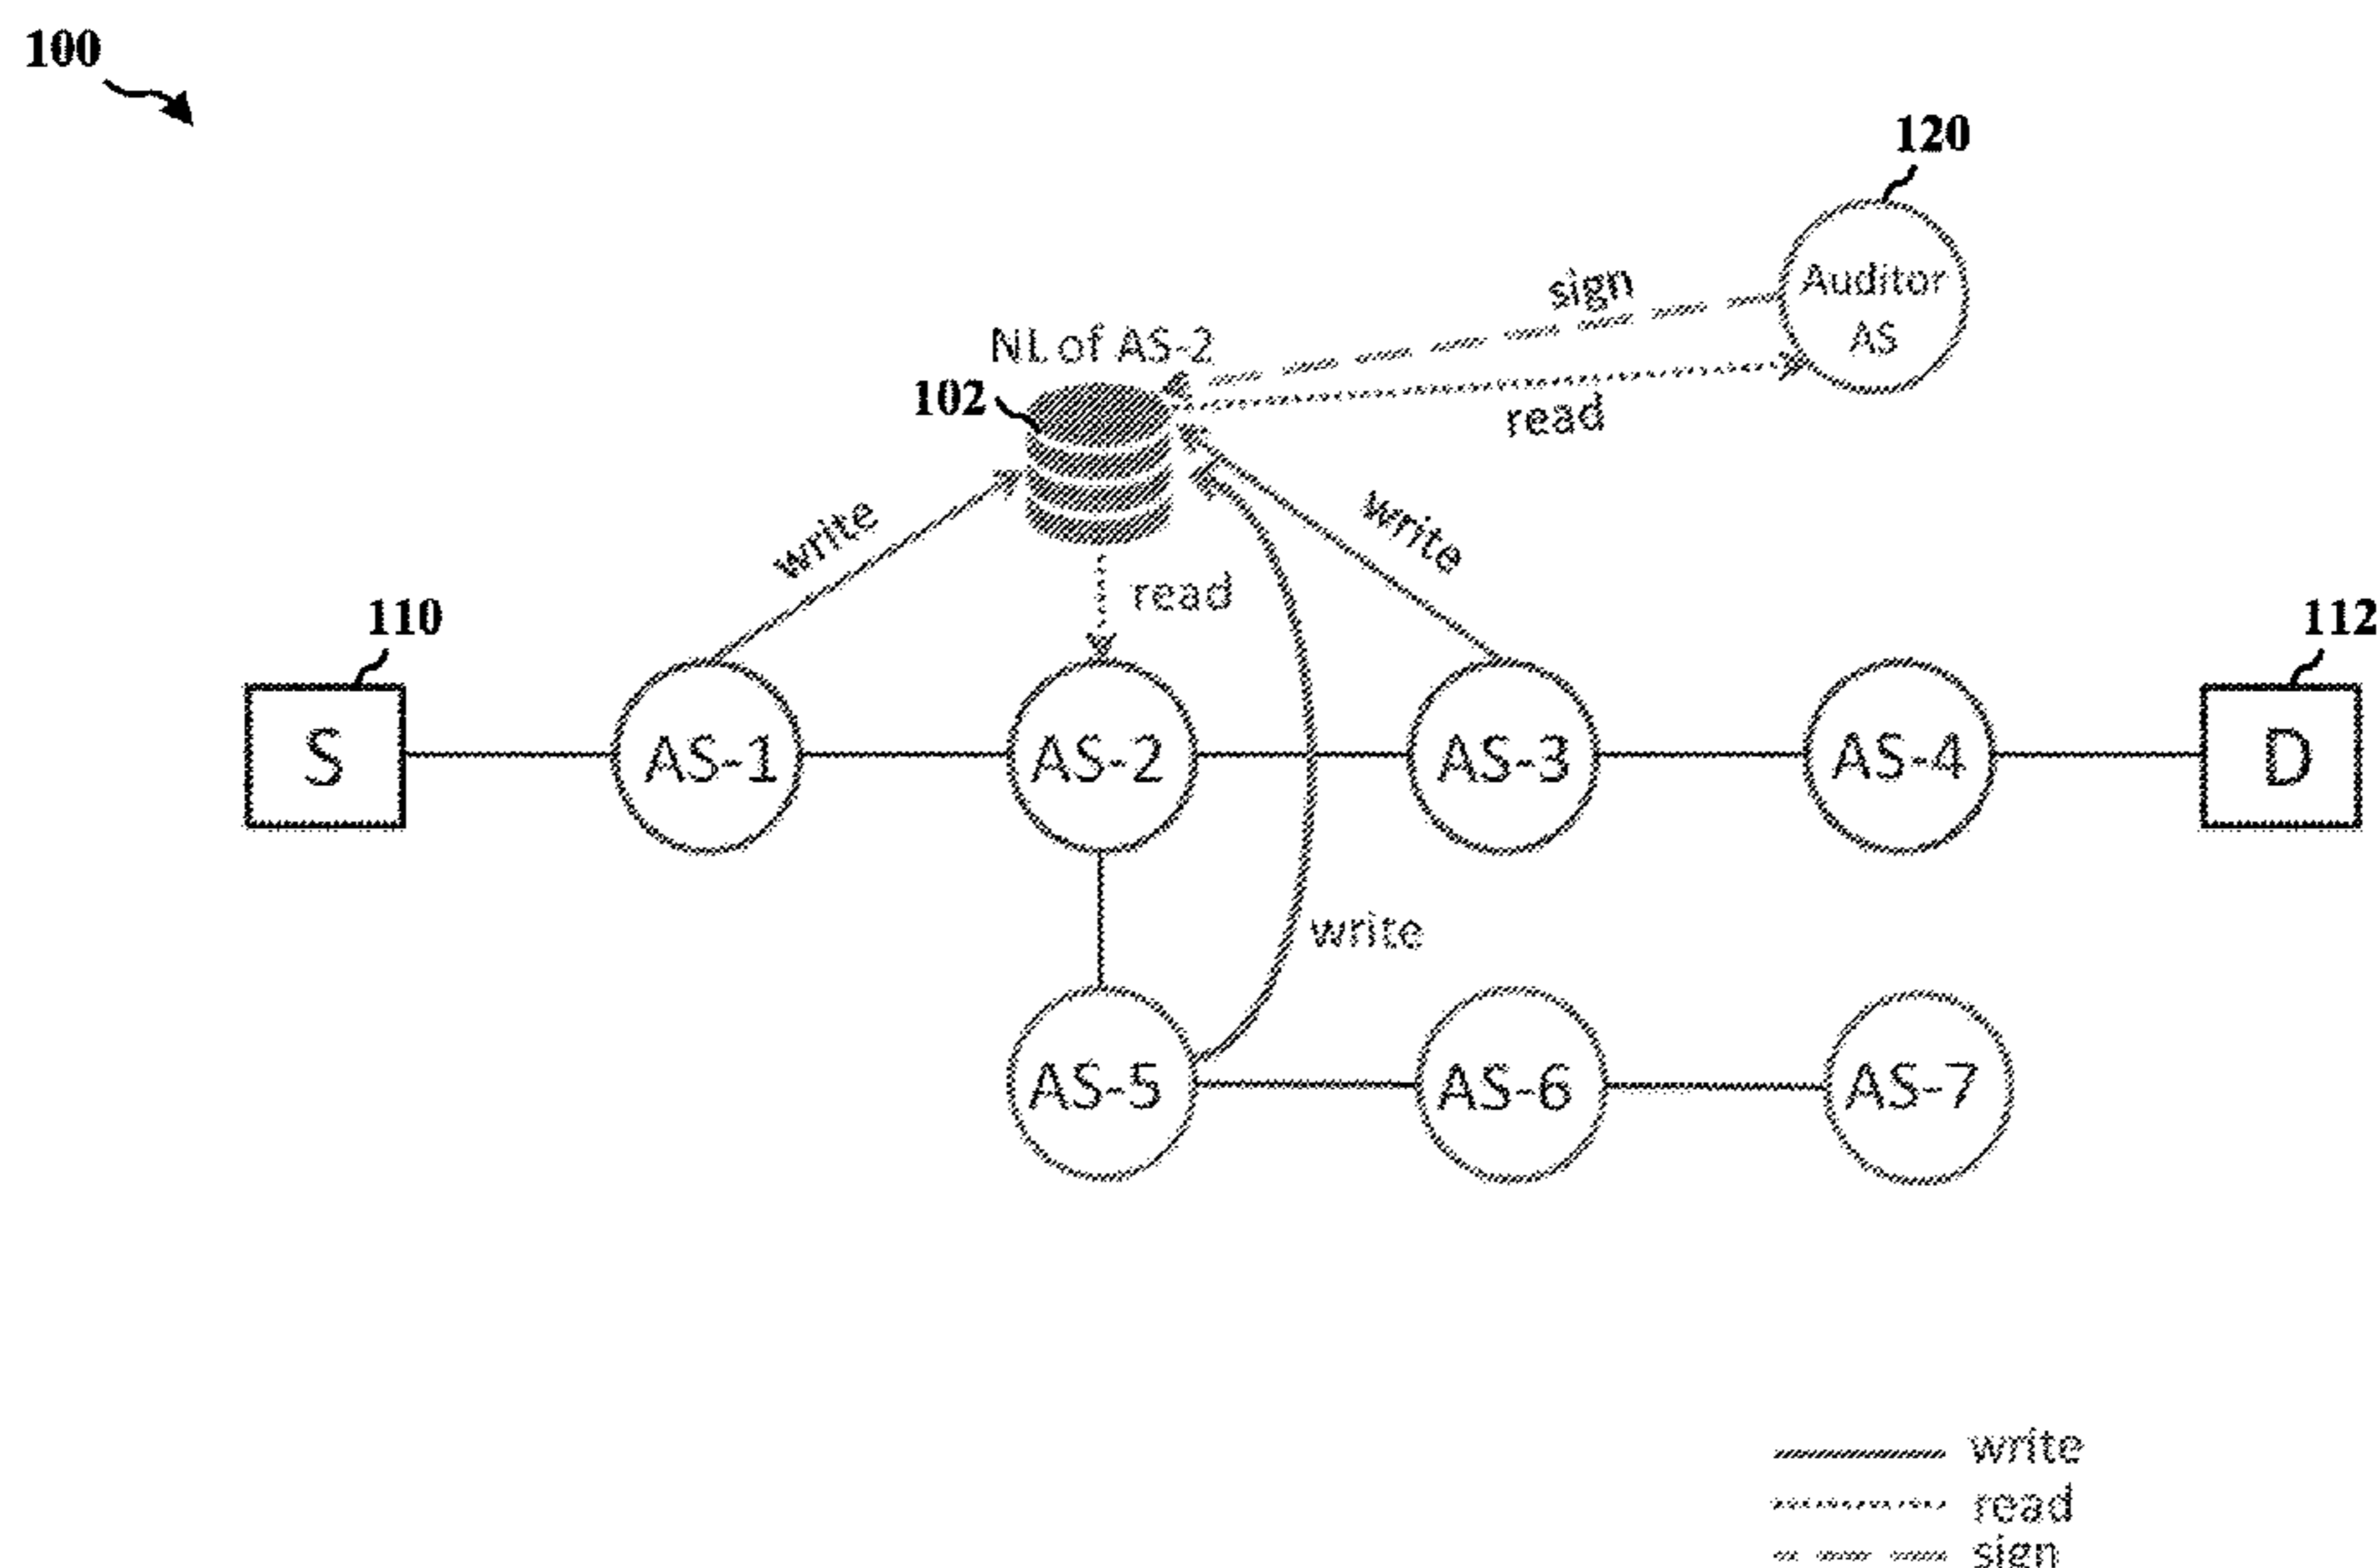 100
120
Auditor
AS
sign
NL of AS-2
102
read
write
write
read
110
112
S
AS-1
AS-2
AS-3
AS-4
D
write
AS-5
AS-6
AS-7
write
read
sign